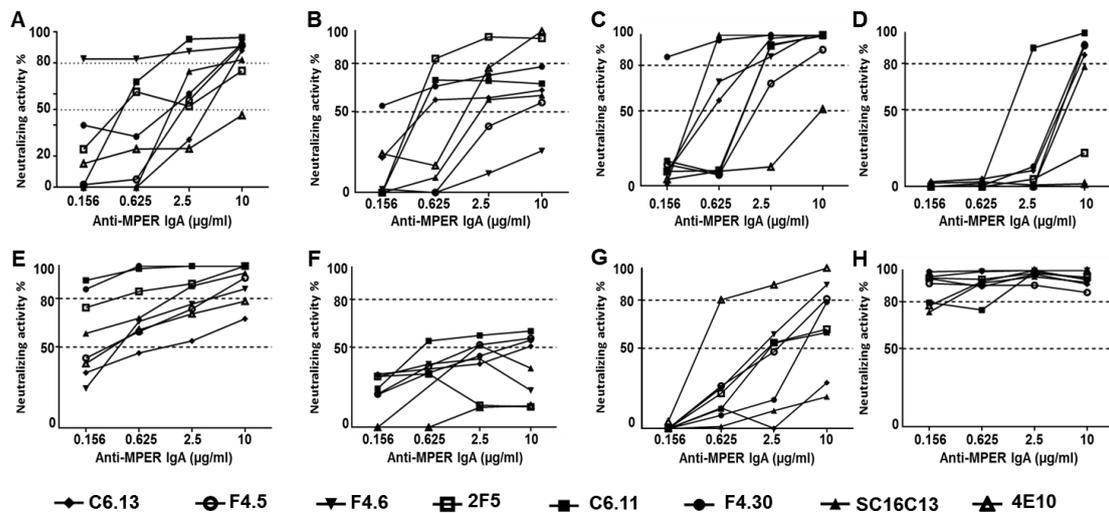 A
Neutralizing activity %
100
80
50
20
0
0.156 0.625 2.5 10
Anti-MPER IgA (µg/ml)
B
Neutralizing activity %
100
80
50
0
0.156 0.625 2.5 10
Anti-MPER IgA (µg/ml)
C
Neutralizing activity %
100
80
50
0
0.156 0.625 2.5 10
Anti-MPER IgA (µg/ml)
D
Neutralizing activity %
100
80
50
0
0.156 0.625 2.5 10
Anti-MPER IgA (µg/ml)
E
Neutralizing activity %
100
80
50
0
0.156 0.625 2.5 10
Anti-MPER IgA (µg/ml)
F
Neutralizing activity %
100
80
50
0
0.156 0.625 2.5 10
Anti-MPER IgA (µg/ml)
G
Neutralizing activity %
100
80
50
0
0.156 0.625 2.5 10
Anti-MPER IgA (µg/ml)
H
Neutralizing activity %
100
80
50
0
0.156 0.625 2.5 10
Anti-MPER IgA (µg/ml)
C6.13 F4.5 F4.6 2F5 C6.11 F4.30 SC16C13 4E10